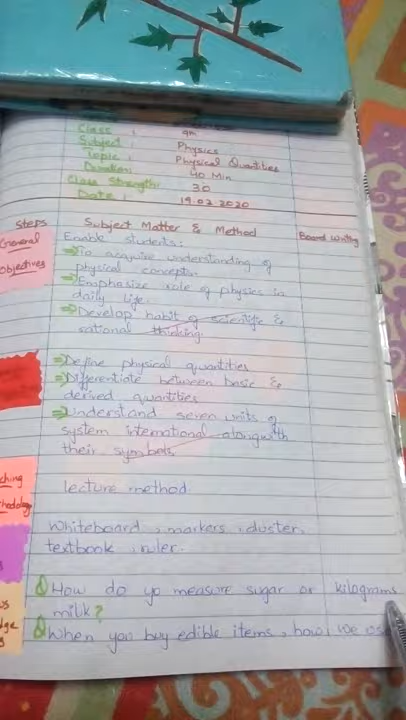 Class : 9th
Subject : Physics
Topic : Physical Quantities
Duration : 40 Min
Class Strength: 30
Date : 19.02.2020
Steps Subject Matter & Method Board Writing
General Enable students:
⇒To acquire understanding of
Objectives physical concepts.
⇒Emphasize role of physics in
daily life.
⇒Develop habit of scientific &
rational thinking.
⇒Define physical quantities
⇒Differentiate between basic &
derived quantities
⇒Understand seven units of
system international alongwith
their symbols.
ching
lecture method.
hodology
Whiteboard, markers, duster,
textbook, ruler.
How do yo measure sugar or kilograms
milk?
When you buy edible items, how we us